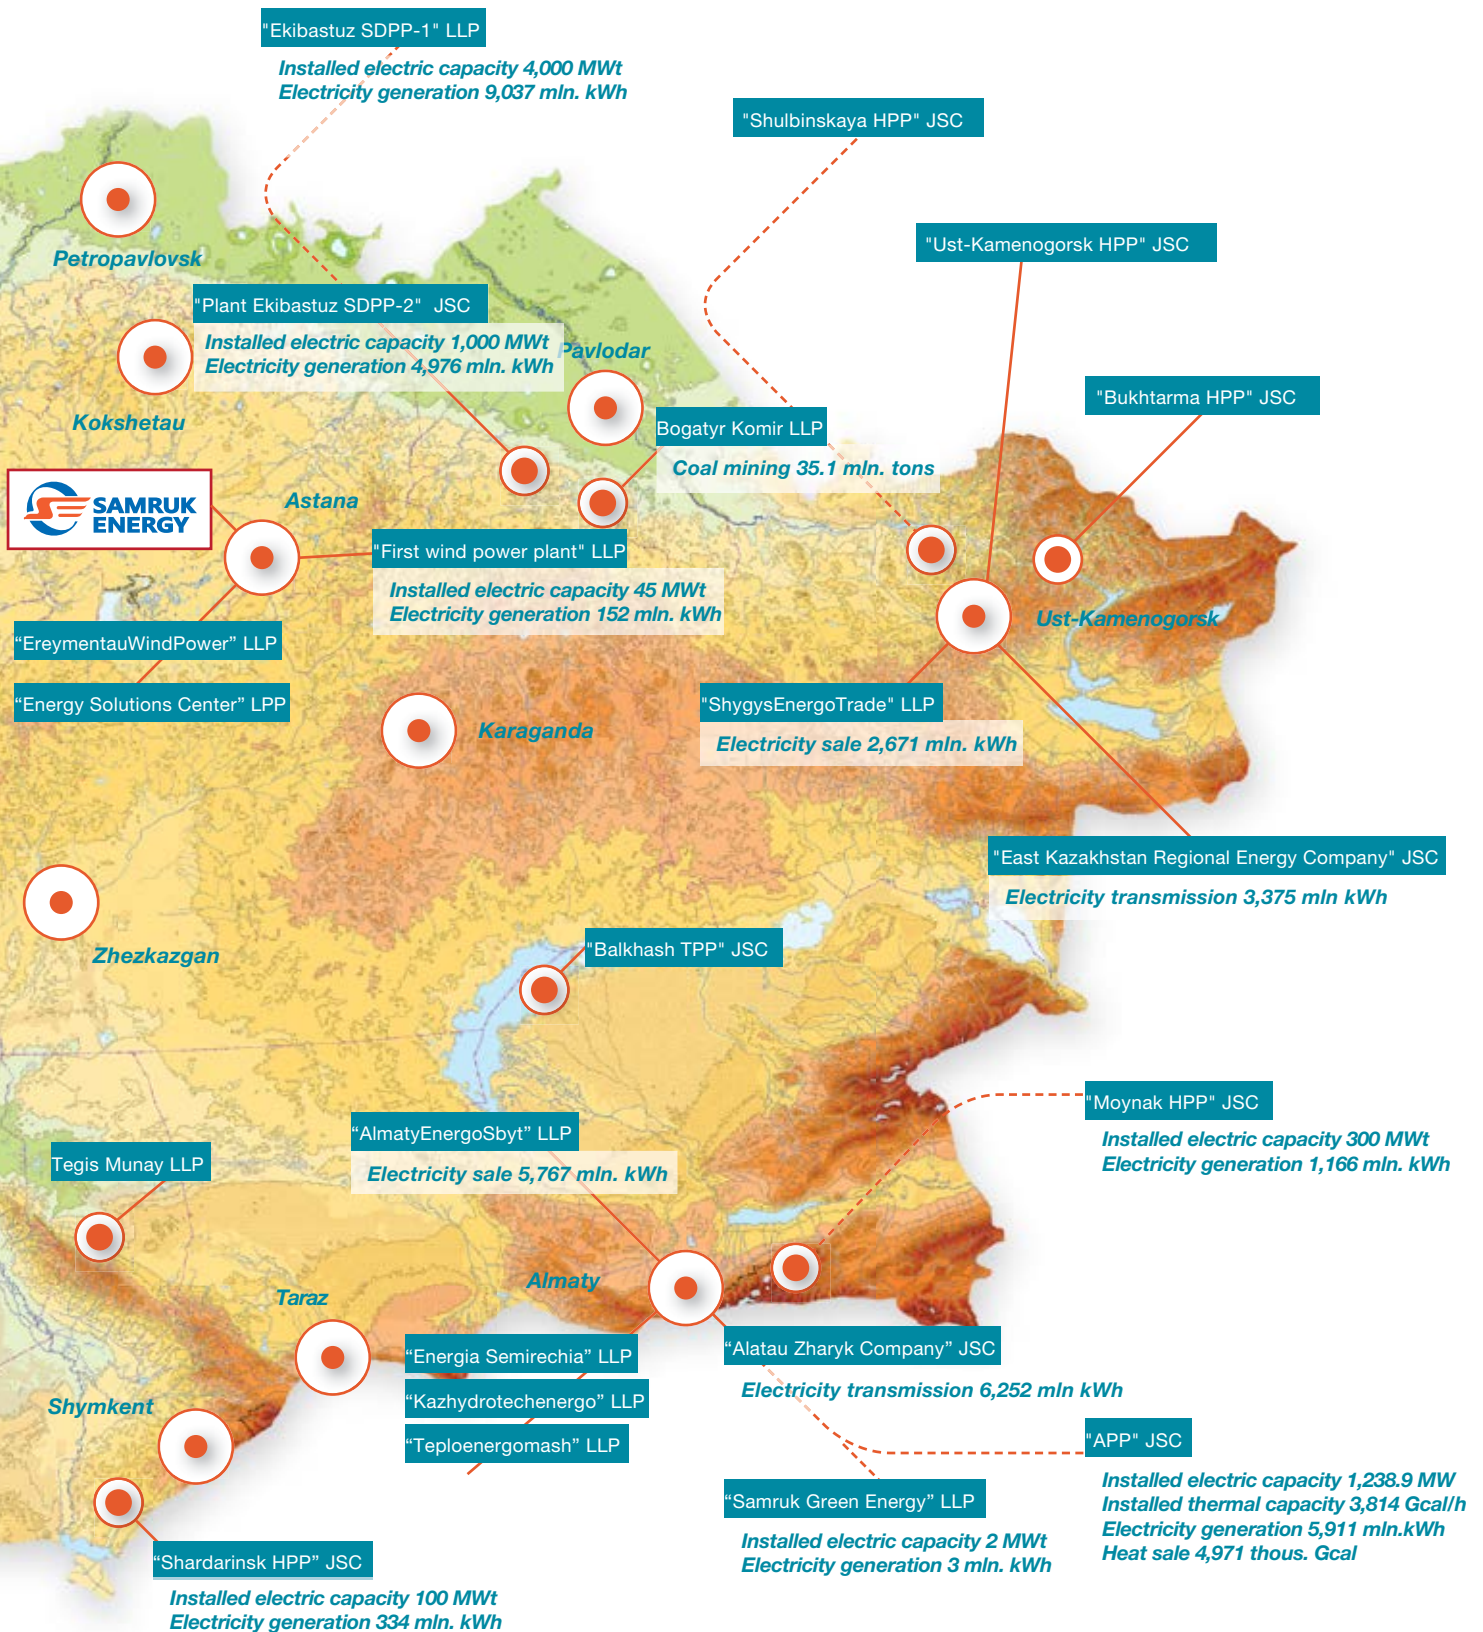 "Ekibastuz SDPP-1" LLP
Installed electric capacity 4,000 MWt
Electricity generation 9,037 mln. kWh
"Shulbinskaya HPP" JSC
"Ust-Kamenogorsk HPP" JSC
Petropavlovsk
"Plant Ekibastuz SDPP-2" JSC
Installed electric capacity 1,000 MWt
Electricity generation 4,976 mln. kWh
Pavlodar
Kokshetau
"Bukhtarma HPP" JSC
Bogatyr Komir LLP
Coal mining 35.1 mln. tons
SAMRUK
ENERGY
Astana
"First wind power plant" LLP
Installed electric capacity 45 MWt
Electricity generation 152 mln. kWh
“EreymentauWindPower” LLP
“Energy Solutions Center” LPP
Ust-Kamenogorsk
"ShygysEnergoTrade" LLP
Electricity sale 2,671 mln. kWh
Karaganda
"East Kazakhstan Regional Energy Company" JSC
Electricity transmission 3,375 mln kWh
Zhezkazgan
"Balkhash TPP" JSC
"Moynak HPP" JSC
Installed electric capacity 300 MWt
Electricity generation 1,166 mln. kWh
“AlmatyEnergoSbyt” LLP
Electricity sale 5,767 mln. kWh
Tegis Munay LLP
Almaty
Taraz
“Energia Semirechia” LLP
“Kazhydrotechenergo” LLP
“Teploenergomash” LLP
“Alatau Zharyk Company” JSC
Electricity transmission 6,252 mln kWh
Shymkent
"APP" JSC
Installed electric capacity 1,238.9 MW
Installed thermal capacity 3,814 Gcal/h
Electricity generation 5,911 mln.kWh
Heat sale 4,971 thous. Gcal
“Samruk Green Energy” LLP
Installed electric capacity 2 MWt
Electricity generation 3 mln. kWh
“Shardarinsk HPP” JSC
Installed electric capacity 100 MWt
Electricity generation 334 mln. kWh